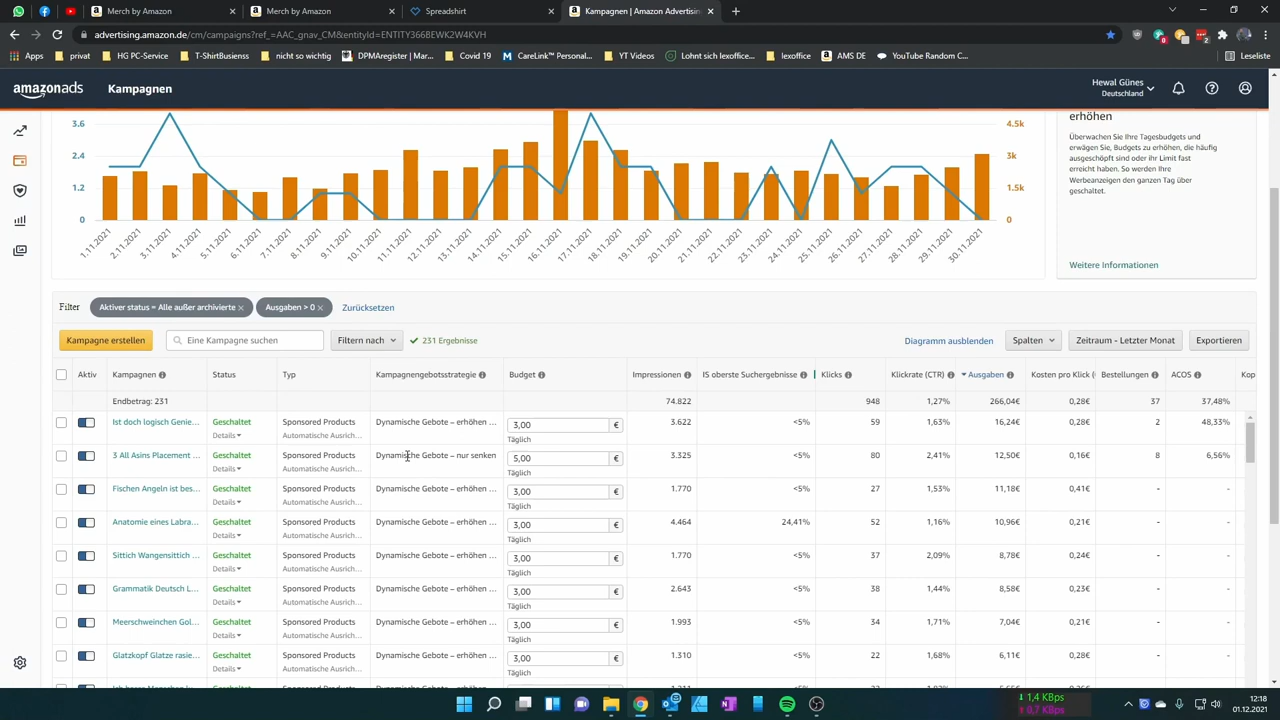 Merch by Amazon
Merch by Amazon
Spreadshirt
Kampagnen | Amazon Advertisin
advertising.amazon.de/cm/campaigns?ref_=AAC_gnav_CM&entityId=ENTITY366BEWK2W4KVH
Apps
privat
HG PC-Service
T-ShirtBusienss
nicht so wichtig
DPMAregister | Mar...
Covid 19
CareLink™ Personal...
YT Videos
Lohnt sich lexoffice...
lexoffice
AMS DE
YouTube Random C...
Leseliste
amazonads
Kampagnen
Hewal Günes
Deutschland
3.6
2.4
1.2
0
4.5k
3k
1.5k
0
1.11.2021
2.11.2021
3.11.2021
4.11.2021
5.11.2021
6.11.2021
7.11.2021
8.11.2021
9.11.2021
10.11.2021
11.11.2021
12.11.2021
13.11.2021
14.11.2021
15.11.2021
16.11.2021
17.11.2021
18.11.2021
19.11.2021
20.11.2021
21.11.2021
22.11.2021
23.11.2021
24.11.2021
25.11.2021
26.11.2021
27.11.2021
28.11.2021
29.11.2021
30.11.2021
erhöhen
Überwachen Sie Ihre Tagesbudgets und
erwägen Sie, Budgets zu erhöhen, die häufig
ausgeschöpft sind oder ihr Limit fast
erreicht haben. So werden Ihre
Werbeanzeigen den ganzen Tag über
geschaltet.
Weitere Informationen
Filter
Aktiver status = Alle außer archivierte
Ausgaben > 0
Zurücksetzen
Kampagne erstellen
Eine Kampagne suchen
Filtern nach
231 Ergebnisse
Diagramm ausblenden
Spalten
Zeitraum - Letzter Monat
Exportieren
Aktiv Kampagnen Status Typ Kampagnengebotsstrategie Budget Impressionen IS oberste Suchergebnisse Klicks Klickrate (CTR) Ausgaben Kosten pro Klick ( Bestellungen ACOS Kop
Endbetrag: 231 74.822 948 1,27% 266,04€ 0,28€ 37 37,48%
Ist doch logisch Genie... Geschaltet Sponsored Products Dynamische Gebote – erhöhen ... 3,00 € 3.622 <5% 59 1,63% 16,24€ 0,28€ 2 48,33%
Details Automatische Ausrich... Täglich
3 All Asins Placement ... Geschaltet Sponsored Products Dynamische Gebote – nur senken 5,00 € 3.325 <5% 80 2,41% 12,50€ 0,16€ 8 6,56%
Details Automatische Ausrich... Täglich
Fischen Angeln ist bes... Geschaltet Sponsored Products Dynamische Gebote – erhöhen ... 3,00 € 1.770 <5% 27 1,53% 11,18€ 0,41€ - -
Details Automatische Ausrich... Täglich
Anatomie eines Labra... Geschaltet Sponsored Products Dynamische Gebote – erhöhen ... 3,00 € 4.464 24,41% 52 1,16% 10,96€ 0,21€ - -
Details Automatische Ausrich... Täglich
Sittich Wangensittich ... Geschaltet Sponsored Products Dynamische Gebote – erhöhen ... 3,00 € 1.770 <5% 37 2,09% 8,78€ 0,24€ - -
Details Automatische Ausrich... Täglich
Grammatik Deutsch L... Geschaltet Sponsored Products Dynamische Gebote – erhöhen ... 3,00 € 2.643 <5% 38 1,44% 8,58€ 0,23€ - -
Details Automatische Ausrich... Täglich
Meerschweinchen Gol... Geschaltet Sponsored Products Dynamische Gebote – erhöhen ... 3,00 € 1.993 <5% 34 1,71% 7,04€ 0,21€ - -
Details Automatische Ausrich... Täglich
Glatzkopf Glatze rasie... Geschaltet Sponsored Products Dynamische Gebote – erhöhen ... 3,00 € 1.310 <5% 22 1,68% 6,11€ 0,28€ - -
Details Automatische Ausrich... Täglich
1,4 KBps
0,7 KBps
12:18
01.12.2021